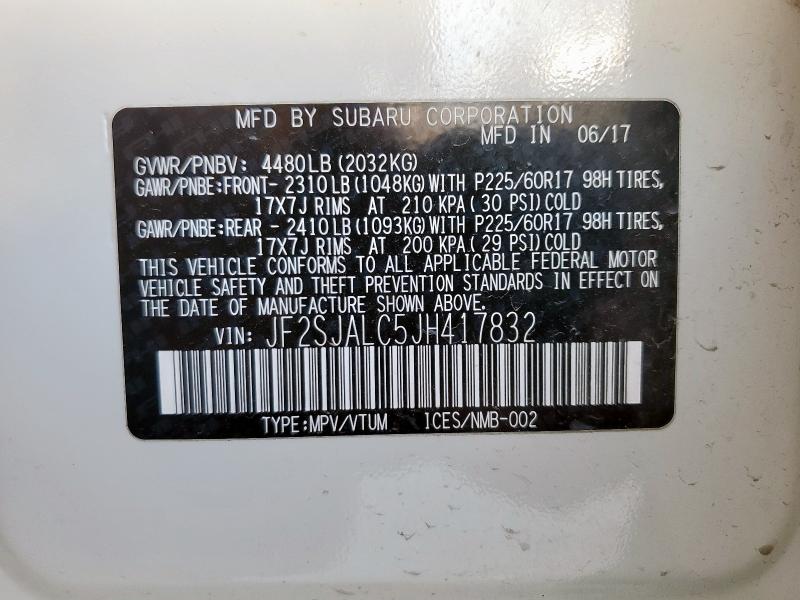 MFD BY SUBARU CORPORATION
MFD IN 06/17
GVWR/PNBV: 4480LB(2032KG)
GAWR/PNBE:FRONT- 2310LB(1048KG)WITH P225/60R17 98H TIRES,
17X7J RIMS AT 210 KPA( 30 PSI)COLD
GAWR/PNBE:REAR - 2410LB(1093KG)WITH P225/60R17 98H TIRES,
17X7J RIMS AT 200 KPA( 29 PSI)COLD
THIS VEHICLE CONFORMS TO ALL APPLICABLE FEDERAL MOTOR
VEHICLE SAFETY AND THEFT PREVENTION STANDARDS IN EFFECT ON
THE DATE OF MANUFACTURE SHOWN ABOVE.
VIN: JF2SJALC5JH417832
TYPE:MPV/VTUM ICES/NMB-002